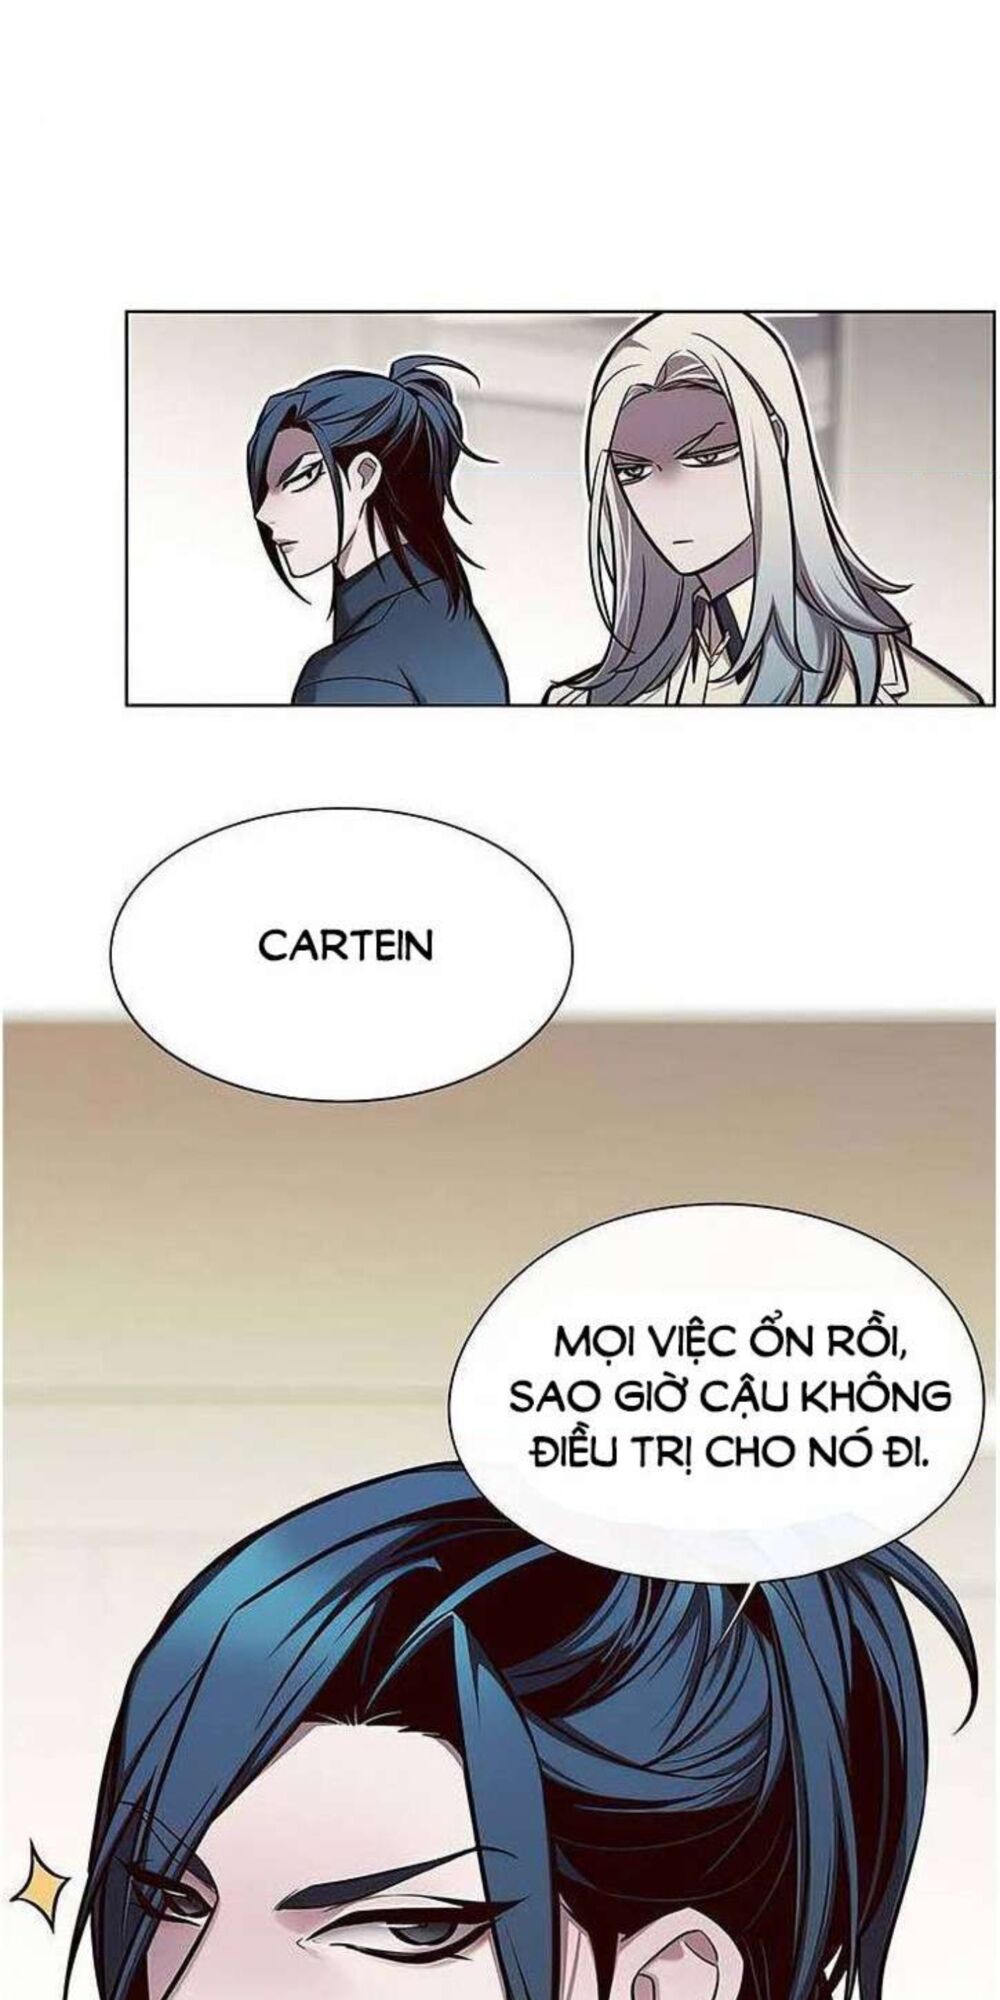 CARTEIN
MỌI VIỆC ỔN RỒI,
SAO GIỜ CẬU KHÔNG
ĐIỀU TRỊ CHO NÓ ĐI.